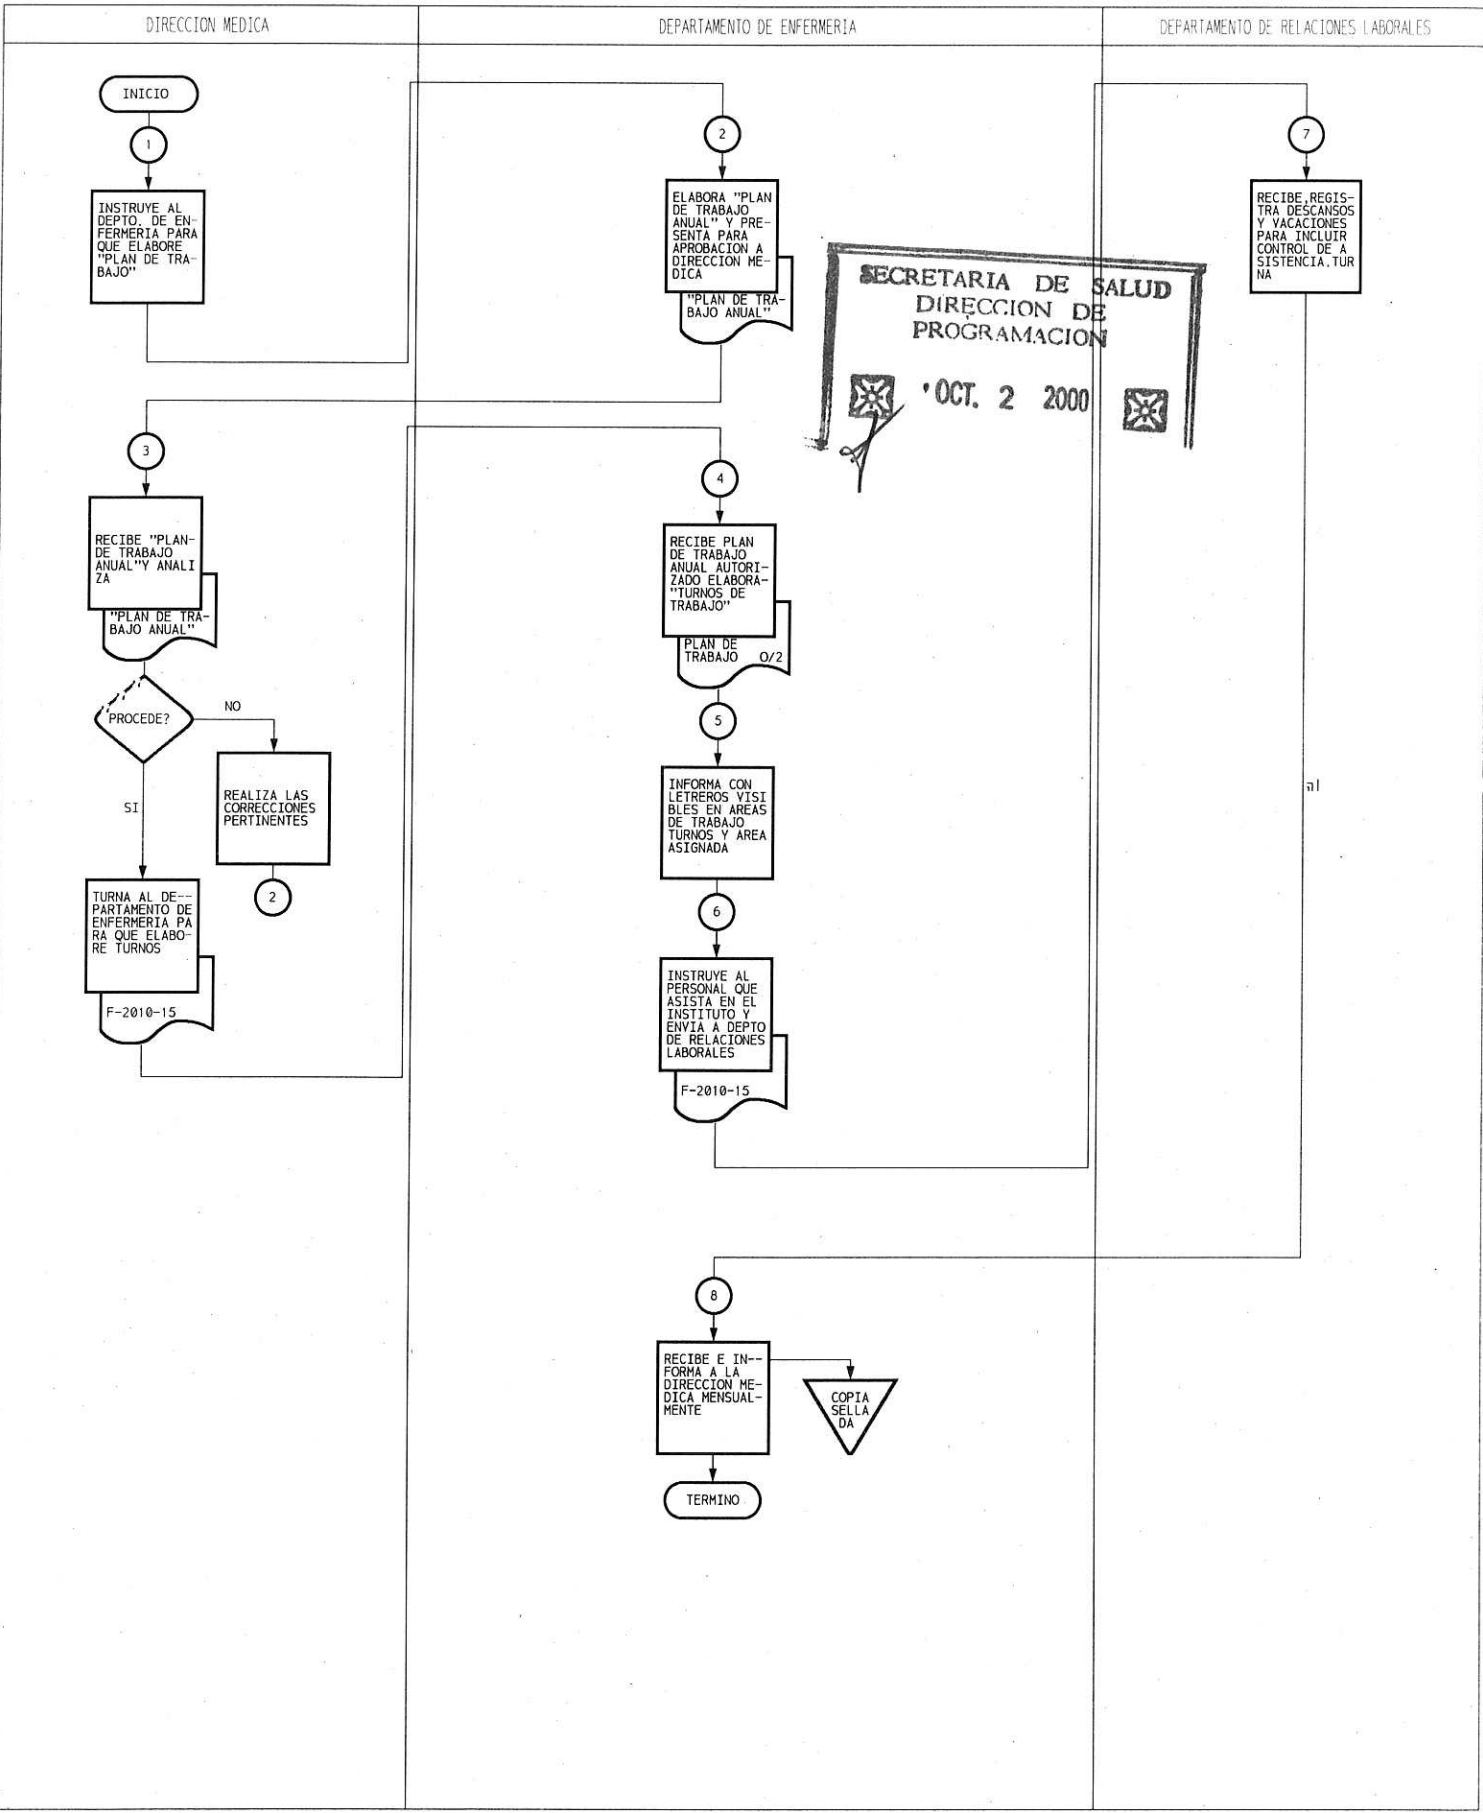 DIRECCION MEDICA
DEPARTAMENTO DE ENFERMERIA
DEPARTAMENTO DE RELACIONES LABORALES
INICIO
1
INSTRUYE AL
DEPTO. DE EN-
FERMERIA PARA
QUE ELABORE
"PLAN DE TRA-
BAJO"
2
ELABORA "PLAN
DE TRABAJO
ANUAL" Y PRE-
SENTA PARA
APROBACION A
DIRECCION ME-
DICA
"PLAN DE TRA-
BAJO ANUAL"
SECRETARIA DE SALUD
DIRECCION DE
PROGRAMACION
OCT. 2 2000
3
RECIBE "PLAN-
DE TRABAJO
ANUAL"Y ANALI
ZA
"PLAN DE TRA-
BAJO ANUAL"
PROCEDE?
NO
REALIZA LAS
CORRECCIONES
PERTINENTES
2
SI
TURNA AL DE--
PARTAMENTO DE
ENFERMERIA PA
RA QUE ELABO-
RE TURNOS
F-2010-15
4
RECIBE PLAN
DE TRABAJO
ANUAL AUTORI-
ZADO ELABORA-
"TURNOS DE
TRABAJO"
PLAN DE
TRABAJO O/2
5
INFORMA CON
LETREROS VISI
BLES EN AREAS
DE TRABAJO
TURNOS Y AREA
ASIGNADA
6
INSTRUYE AL
PERSONAL QUE
ASISTA EN EL
INSTITUTO Y
ENVIA A DEPTO
DE RELACIONES
LABORALES
F-2010-15
7
RECIBE,REGIS-
TRA DESCANSOS
Y VACACIONES
PARA INCLUIR
CONTROL DE A
SISTENCIA.TUR
NA
8
RECIBE E IN--
FORMA A LA
DIRECCION ME-
DICA MENSUAL-
MENTE
COPIA
SELLA
DA
TERMINO